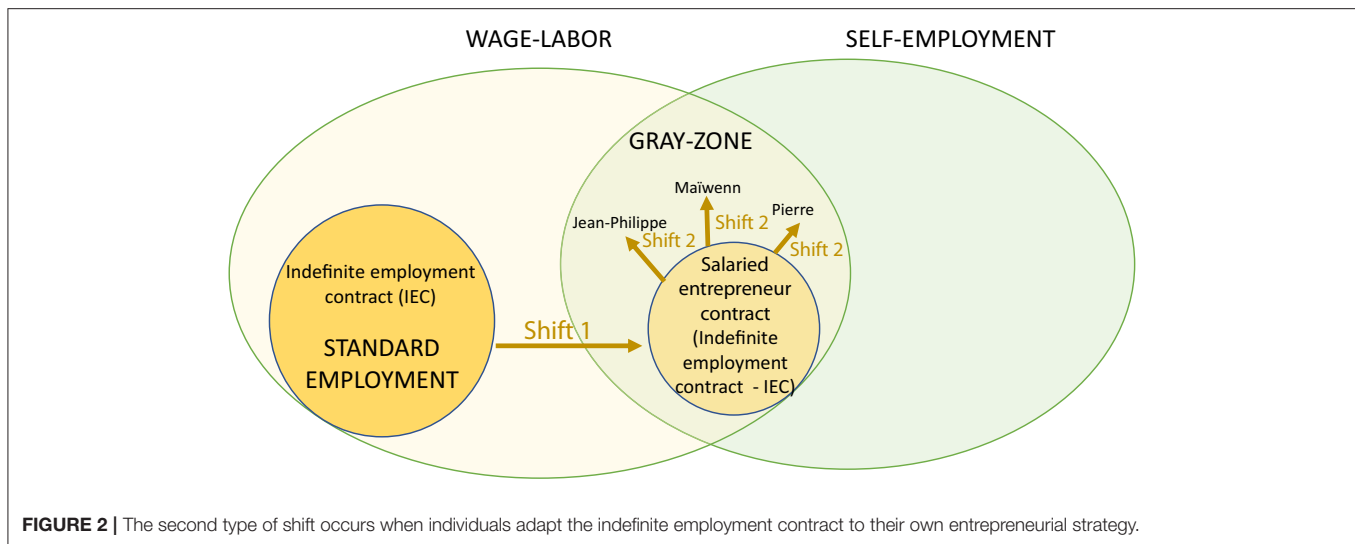 WAGE-LABOR
SELF-EMPLOYMENT
GRAY-ZONE
Maïwenn
Jean-Philippe
Pierre
Shift 2
Shift 2
Shift 2
Indefinite employment
contract (IEC)
STANDARD
EMPLOYMENT
Shift 1
Salaried
entrepreneur
contract
(Indefinite
employment
contract - IEC)
FIGURE 2 | The second type of shift occurs when individuals adapt the indefinite employment contract to their own entrepreneurial strategy.